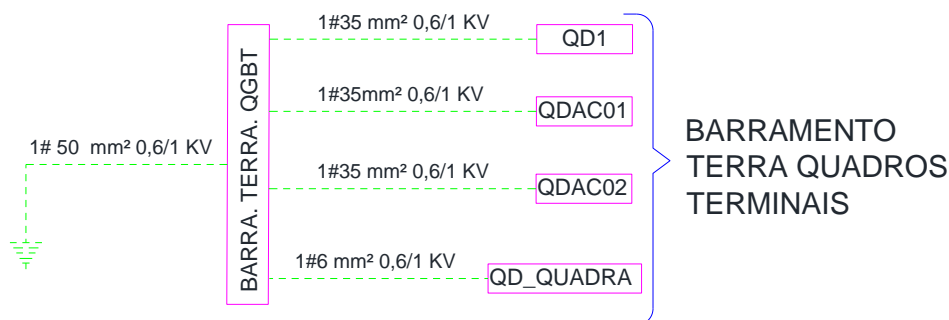 1#35 mm² 0,6/1 KV
QD1
1#35mm² 0,6/1 KV
QDAC01
1# 50 mm² 0,6/1 KV
BARRA. TERRA. QGBT
1#35 mm² 0,6/1 KV
QDAC02
1#6 mm² 0,6/1 KV
QD_QUADRA
BARRAMENTO
TERRA QUADROS
TERMINAIS